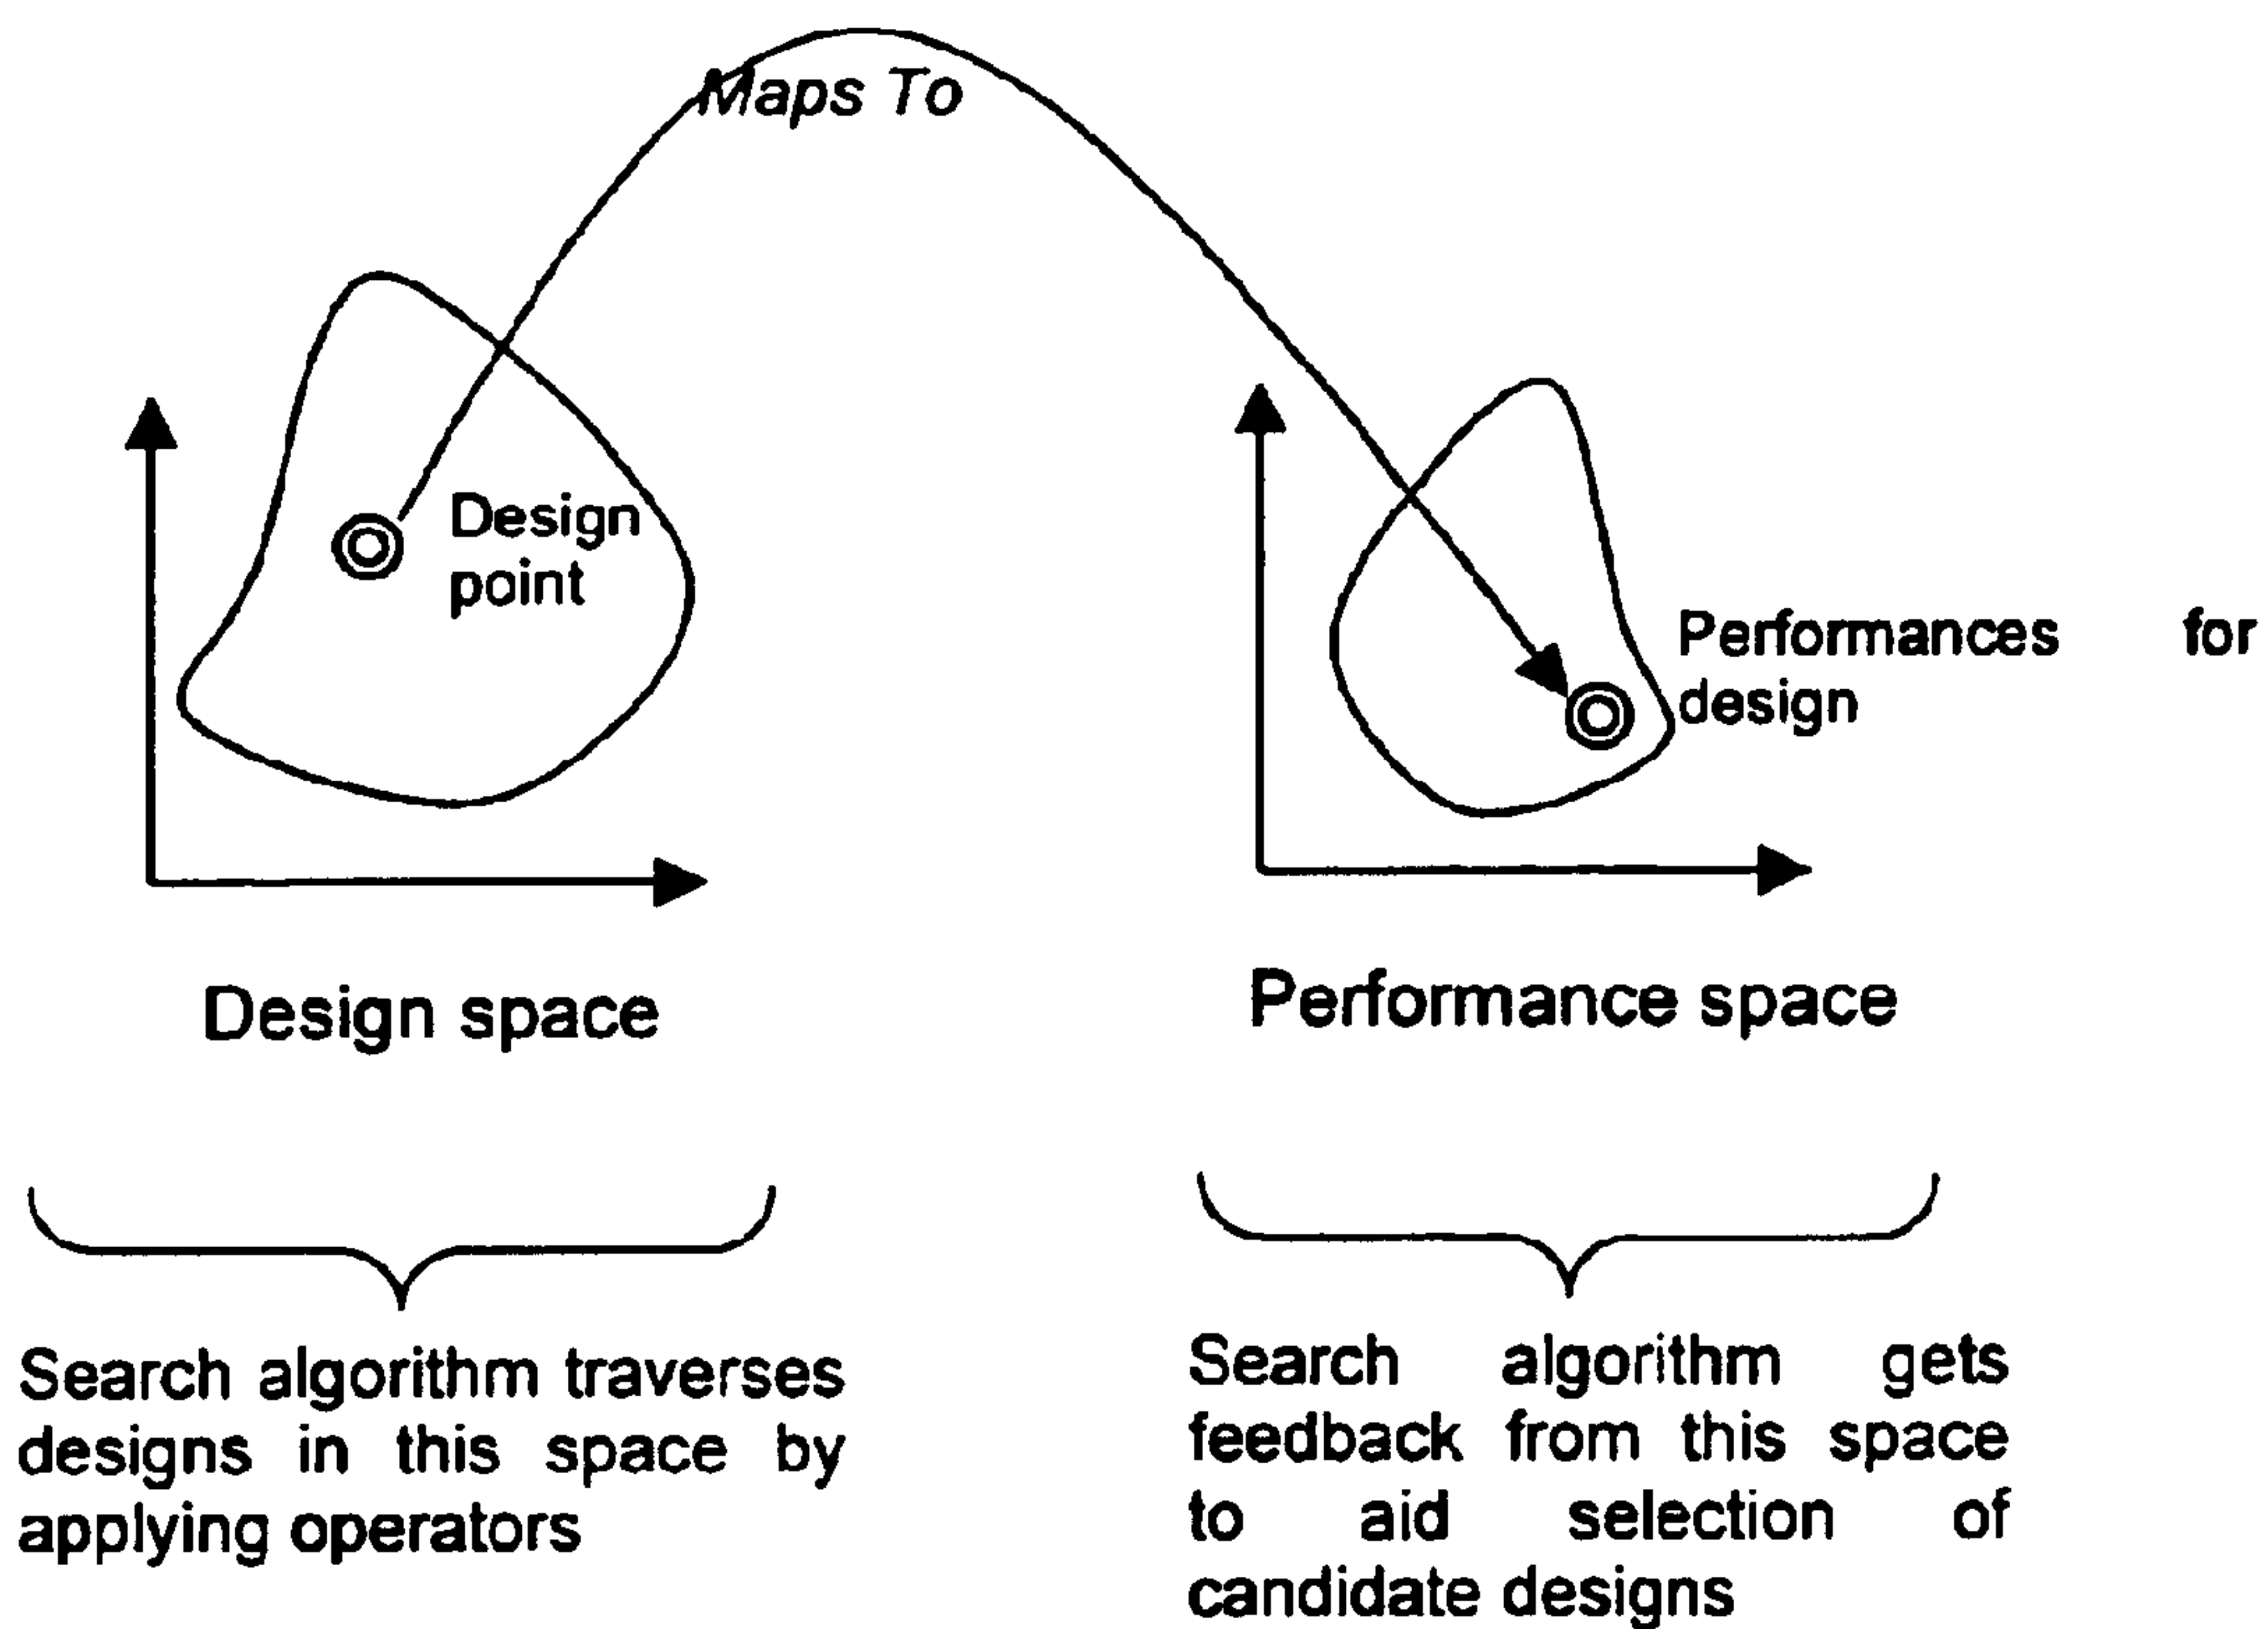 Maps To
Design
point
Performances for
design
Design space
Performance space
Search algorithm traverses
designs in this space by
applying operators
Search algorithm gets
feedback from this space
to aid selection of
candidate designs